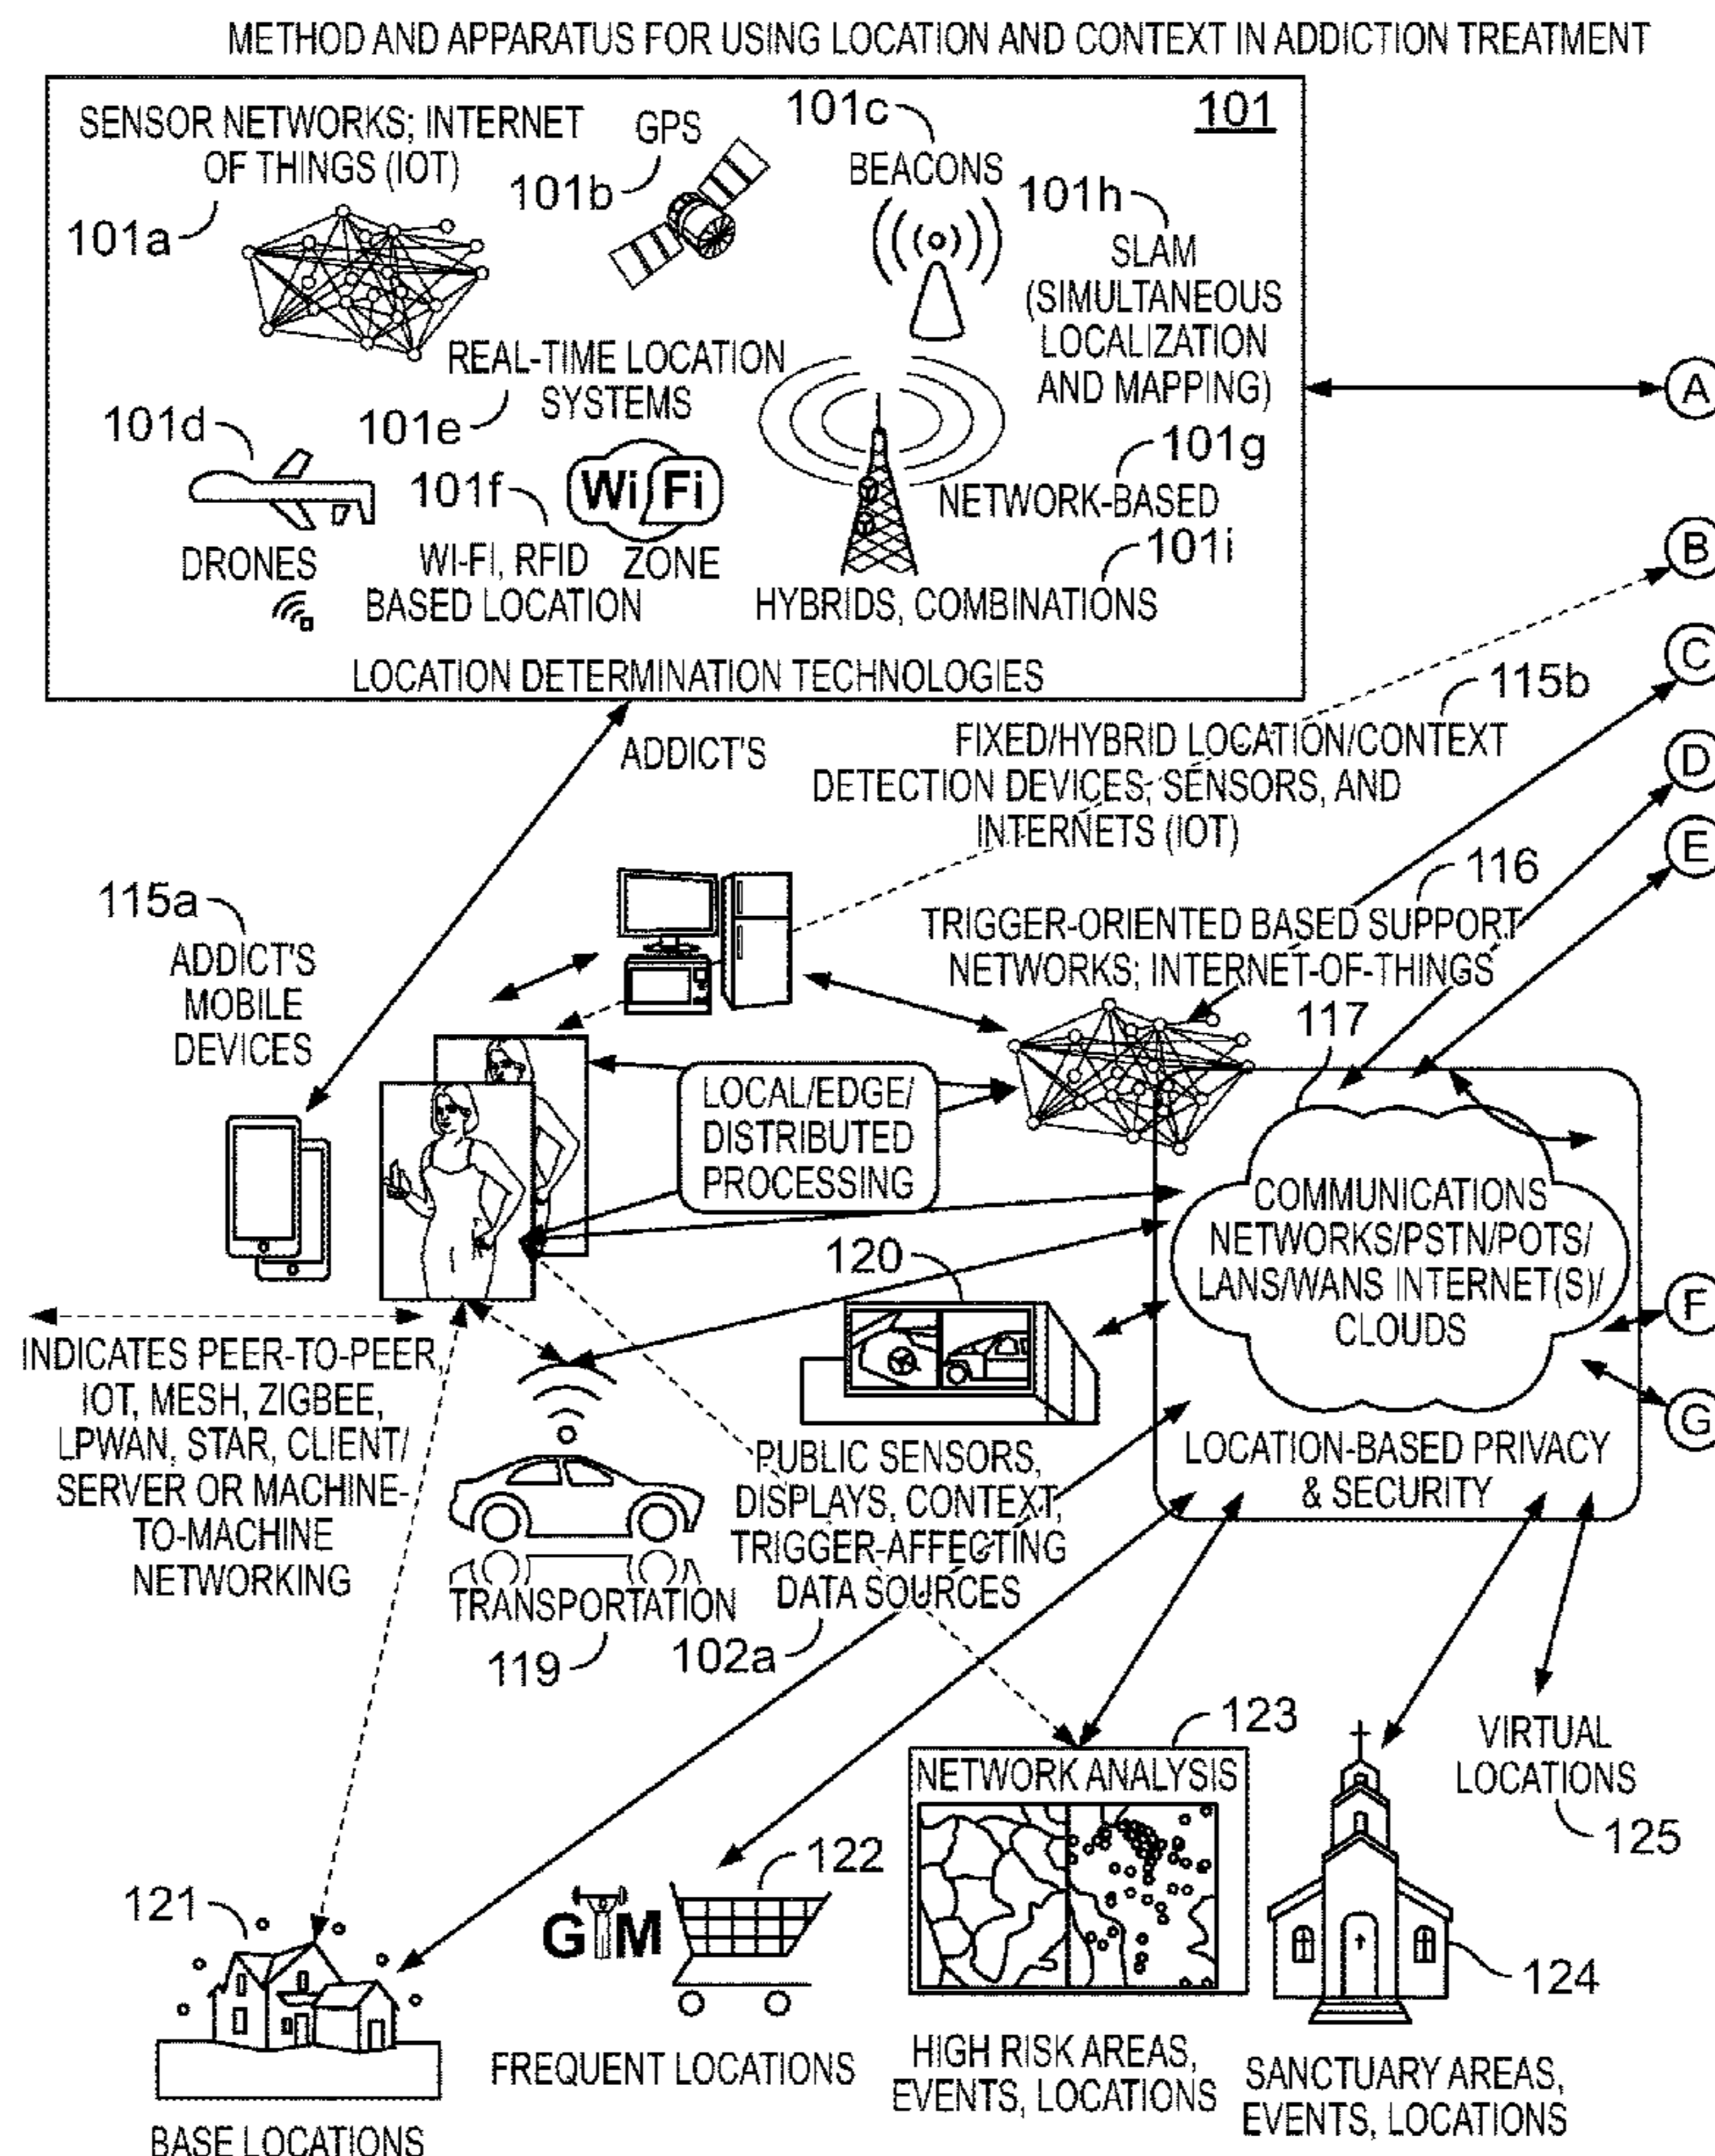 METHOD AND APPARATUS FOR USING LOCATION AND CONTEXT IN ADDICTION TREATMENT
101
SENSOR NETWORKS; INTERNET
OF THINGS (IOT)
101a
GPS
101b
101c
BEACONS
101h
SLAM
(SIMULTANEOUS
LOCALIZATION
AND MAPPING)
REAL-TIME LOCATION
SYSTEMS
101e
101d
DRONES
101f
Wi Fi
ZONE
WI-FI, RFID
BASED LOCATION
101g
NETWORK-BASED
101i
HYBRIDS, COMBINATIONS
LOCATION DETERMINATION TECHNOLOGIES
A
B
C
D
E
F
G
ADDICT'S
115b
FIXED/HYBRID LOCATION/CONTEXT
DETECTION DEVICES, SENSORS, AND
INTERNETS (IOT)
115a
ADDICT'S
MOBILE
DEVICES
116
TRIGGER-ORIENTED BASED SUPPORT
NETWORKS; INTERNET-OF-THINGS
117
LOCAL/EDGE/
DISTRIBUTED
PROCESSING
COMMUNICATIONS
NETWORKS/PSTN/POTS/
LANS/WANS INTERNET(S)/
CLOUDS
LOCATION-BASED PRIVACY
& SECURITY
INDICATES PEER-TO-PEER,
IOT, MESH, ZIGBEE,
LPWAN, STAR, CLIENT/
SERVER OR MACHINE-
TO-MACHINE
NETWORKING
120
PUBLIC SENSORS,
DISPLAYS, CONTEXT,
TRIGGER-AFFECTING
DATA SOURCES
102a
TRANSPORTATION
119
121
BASE LOCATIONS
GYM
122
FREQUENT LOCATIONS
123
NETWORK ANALYSIS
HIGH RISK AREAS,
EVENTS, LOCATIONS
124
SANCTUARY AREAS,
EVENTS, LOCATIONS
VIRTUAL
LOCATIONS
125